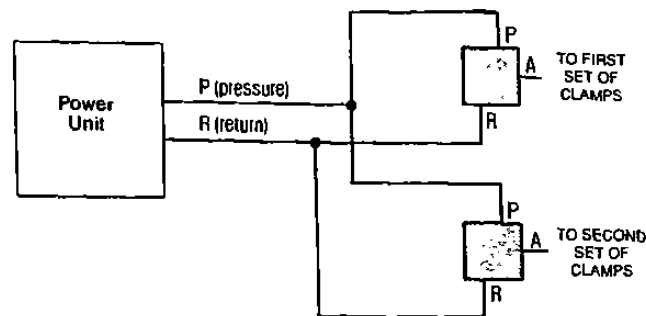 Power
Unit
P (pressure)
R (return)
P
A
R
TO FIRST
SET OF
CLAMPS
P
A
R
TO SECOND
SET OF
CLAMPS